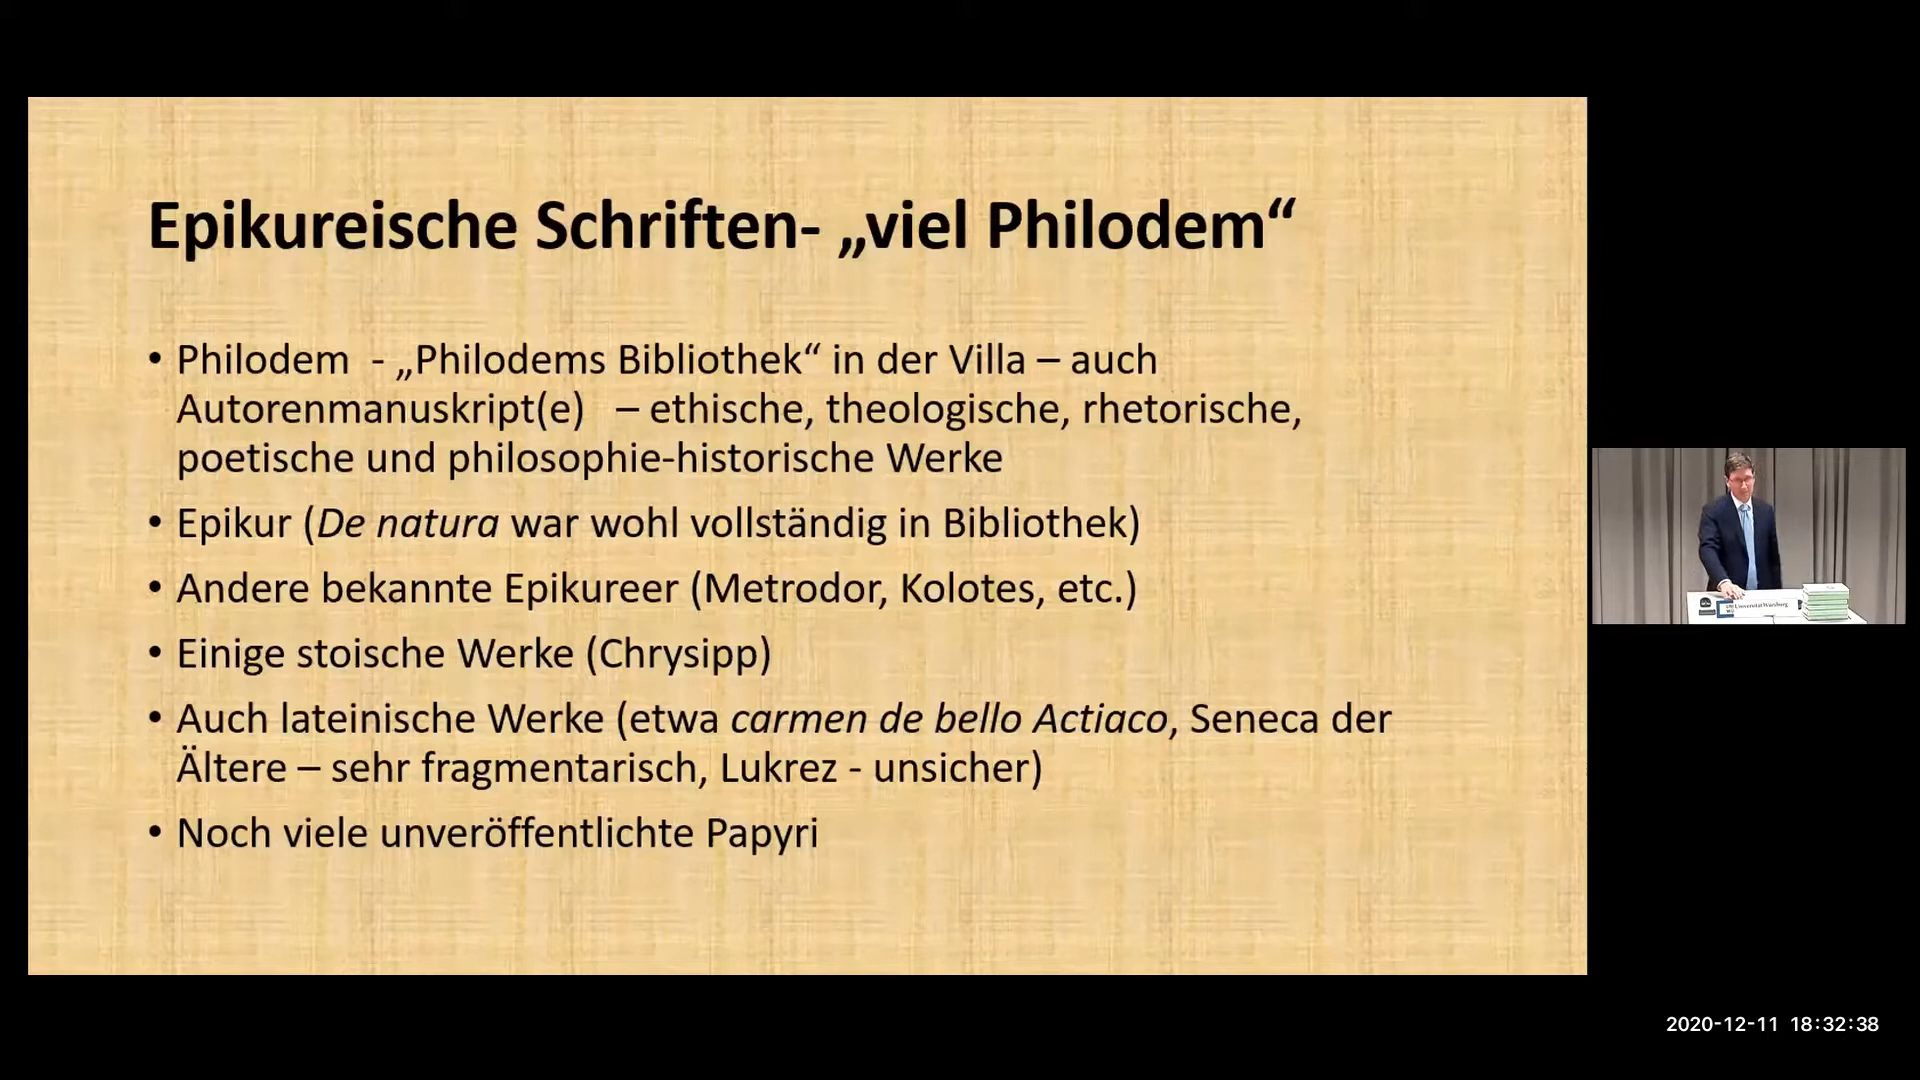 Epikureische Schriften- „viel Philodem“
• Philodem - „Philodems Bibliothek“ in der Villa – auch
Autorenmanuskript(e) – ethische, theologische, rhetorische,
poetische und philosophie-historische Werke
• Epikur (De natura war wohl vollständig in Bibliothek)
• Andere bekannte Epikureer (Metrodor, Kolotes, etc.)
• Einige stoische Werke (Chrysipp)
• Auch lateinische Werke (etwa carmen de bello Actiaco, Seneca der
Ältere – sehr fragmentarisch, Lukrez - unsicher)
• Noch viele unveröffentlichte Papyri
Universität Würzburg
2020-12-11 18:32:38